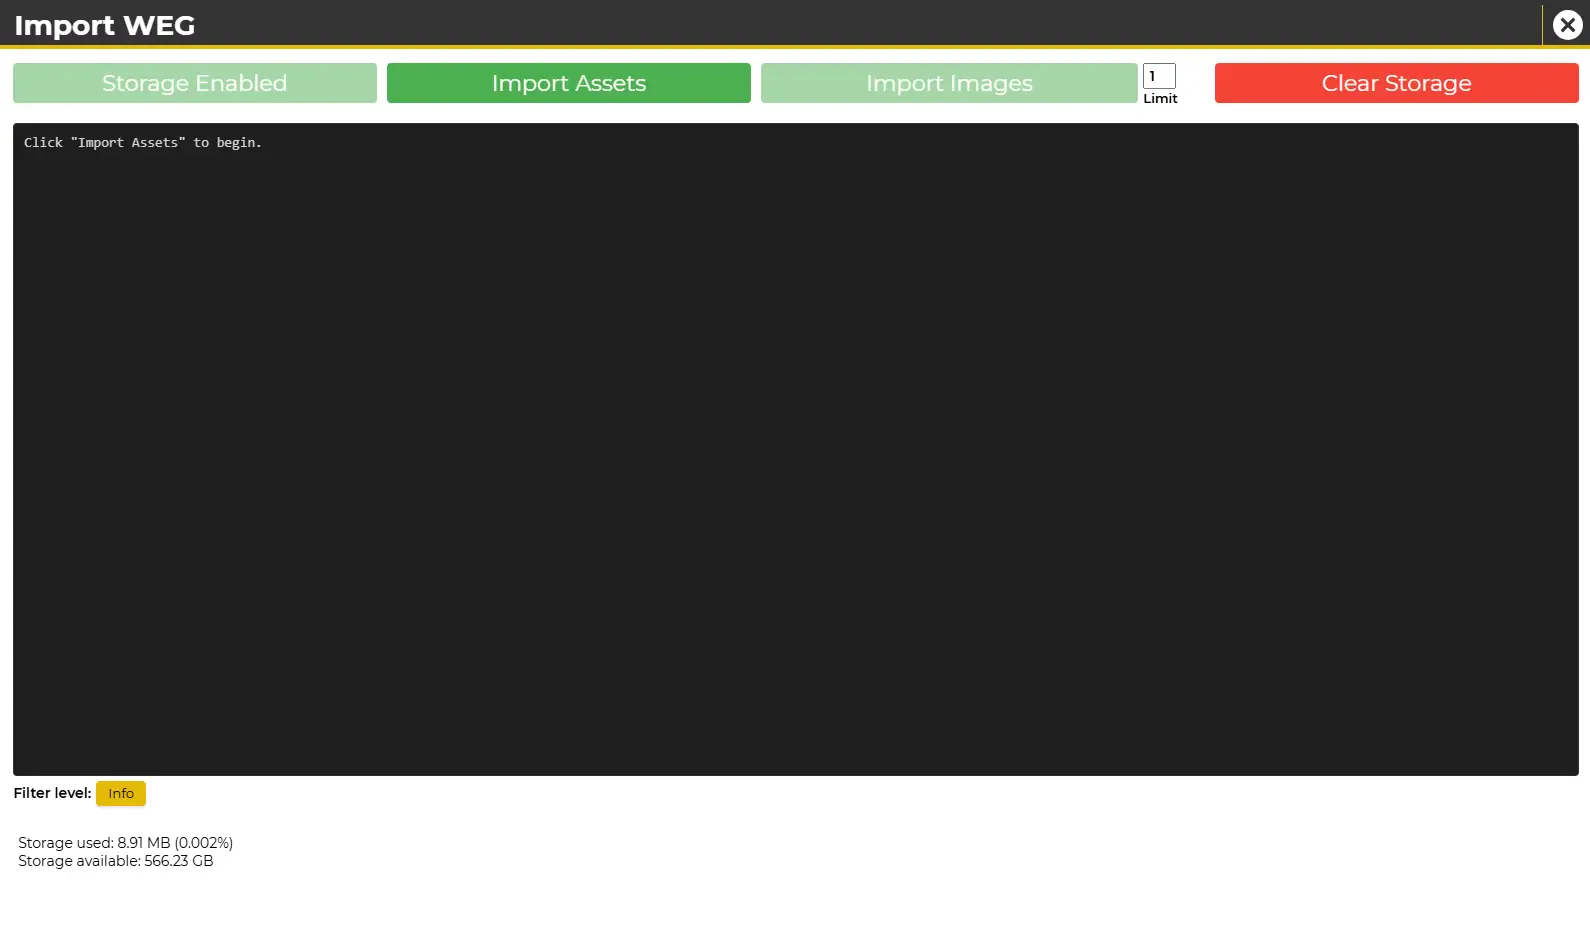 Import WEG
Storage Enabled
Import Assets
Import Images
1
Limit
Clear Storage
Click "Import Assets" to begin.
Filter level: Info
Storage used: 8.91 MB (0.002%)
Storage available: 566.23 GB